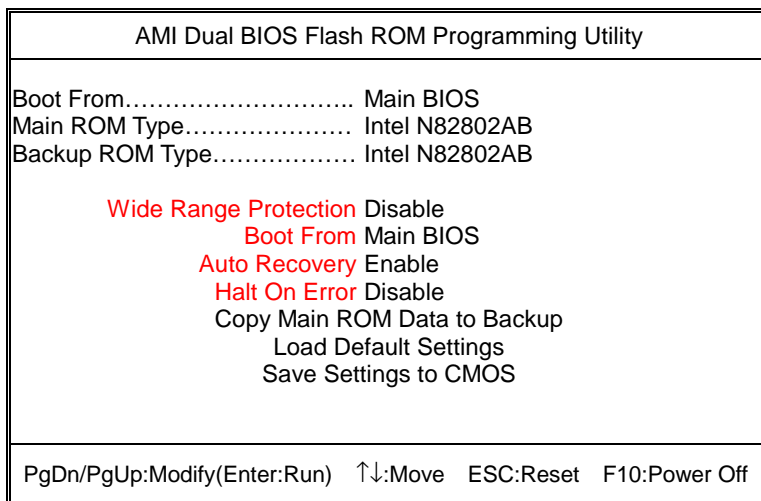 AMI Dual BIOS Flash ROM Programming Utility
Boot From……………………….. Main BIOS
Main ROM Type………………… Intel N82802AB
Backup ROM Type……………… Intel N82802AB
Wide Range Protection Disable
Boot From Main BIOS
Auto Recovery Enable
Halt On Error Disable
Copy Main ROM Data to Backup
Load Default Settings
Save Settings to CMOS
PgDn/PgUp:Modify(Enter:Run) ↑↓:Move ESC:Reset F10:Power Off